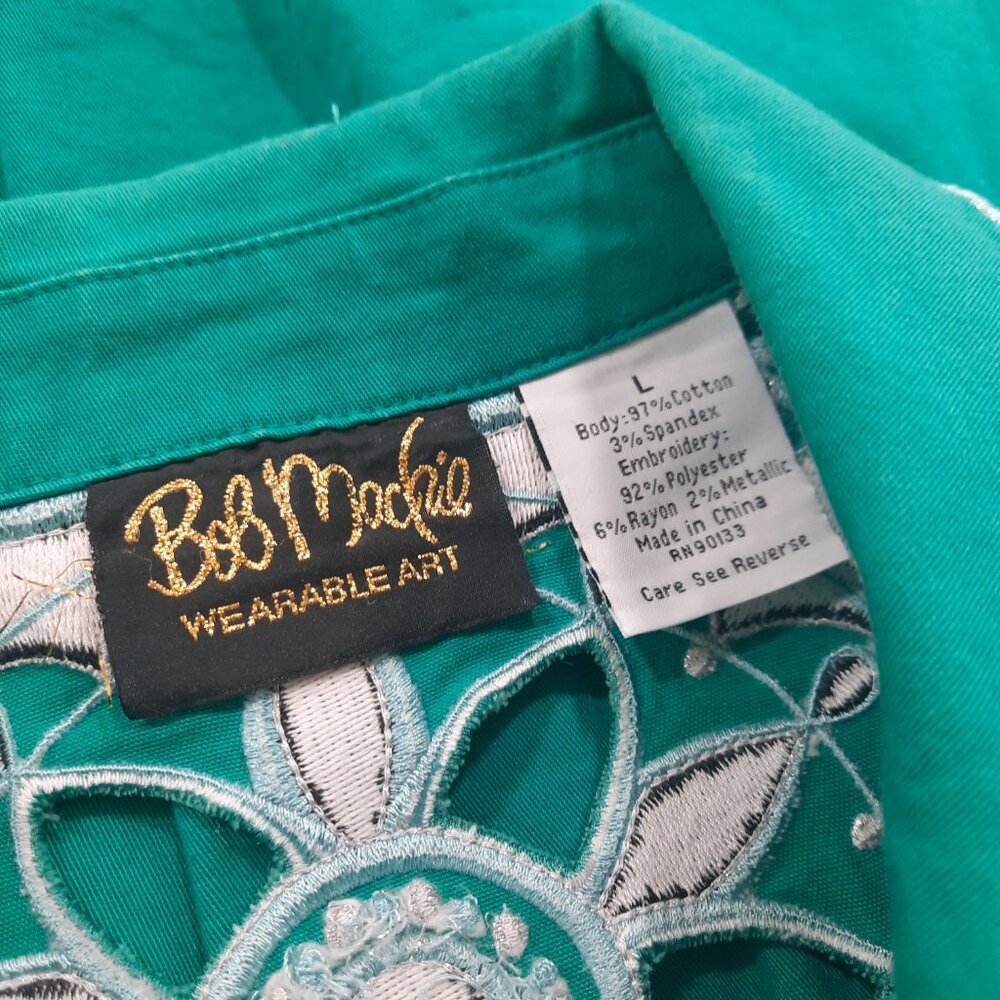 Bob Mackie
WEARABLE ART
L
Body:97%Cotton
3%Spandex
Embroidery:
92%Polyester
6%Rayon 2%Metallic
Made in China
RN90133
Care See Reverse